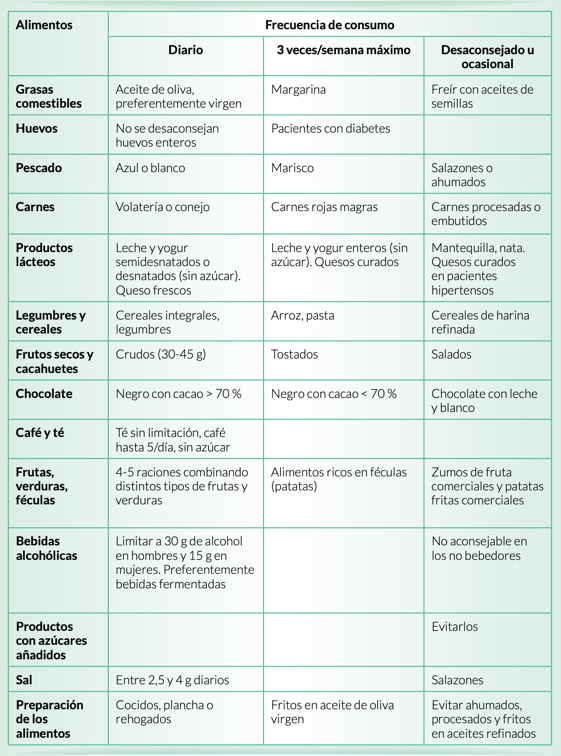 Alimentos
Frecuencia de consumo
Diario
3 veces/semana máximo
Desaconsejado u
ocasional
Grasas
comestibles
Aceite de oliva,
preferentemente virgen
Margarina
Freír con aceites de
semillas
Huevos
No se desaconsejan
huevos enteros
Pacientes con diabetes
Pescado
Azul o blanco
Marisco
Salazones o
ahumados
Carnes
Volatería o conejo
Carnes rojas magras
Carnes procesadas o
embutidos
Productos
lácteos
Leche y yogur
semidesnatados o
desnatados (sin azúcar).
Queso frescos
Leche y yogur enteros (sin
azúcar). Quesos curados
Mantequilla, nata.
Quesos curados
en pacientes
hipertensos
Legumbres y
cereales
Cereales integrales,
legumbres
Arroz, pasta
Cereales de harina
refinada
Frutos secos y
cacahuetes
Crudos (30-45 g)
Tostados
Salados
Chocolate
Negro con cacao > 70 %
Negro con cacao < 70 %
Chocolate con leche
y blanco
Café y té
Té sin limitación, café
hasta 5/día, sin azúcar
Frutas,
verduras,
féculas
4-5 raciones combinando
distintos tipos de frutas y
verduras
Alimentos ricos en féculas
(patatas)
Zumos de fruta
comerciales y patatas
fritas comerciales
Bebidas
alcohólicas
Limitar a 30 g de alcohol
en hombres y 15 g en
mujeres. Preferentemente
bebidas fermentadas
No aconsejable en
los no bebedores
Productos
con azúcares
añadidos
Evitarlos
Sal
Entre 2,5 y 4 g diarios
Salazones
Preparación
de los
alimentos
Cocidos, plancha o
rehogados
Fritos en aceite de oliva
virgen
Evitar ahumados,
procesados y fritos
en aceites refinados